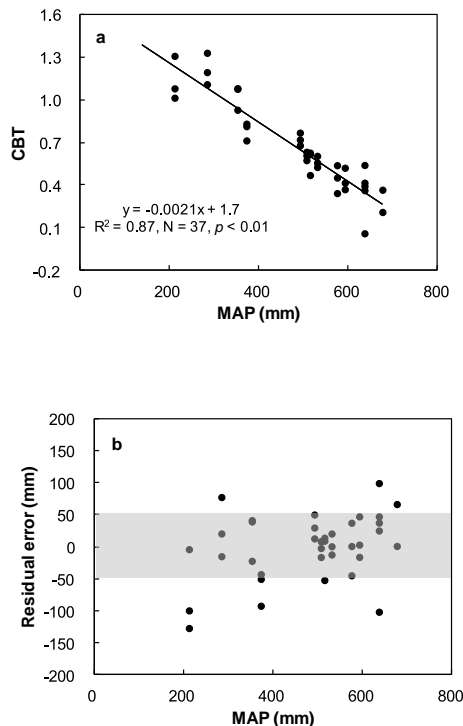 a
1.6
1.3
1.0
0.7
0.4
0.1
-0.2
CBT
y = -0.0021x + 1.7
R² = 0.87, N = 37, p < 0.01
0 200 400 600 800
MAP (mm)
b
200
150
100
50
0
-50
-100
-150
-200
Residual error (mm)
0 200 400 600 800
MAP (mm)